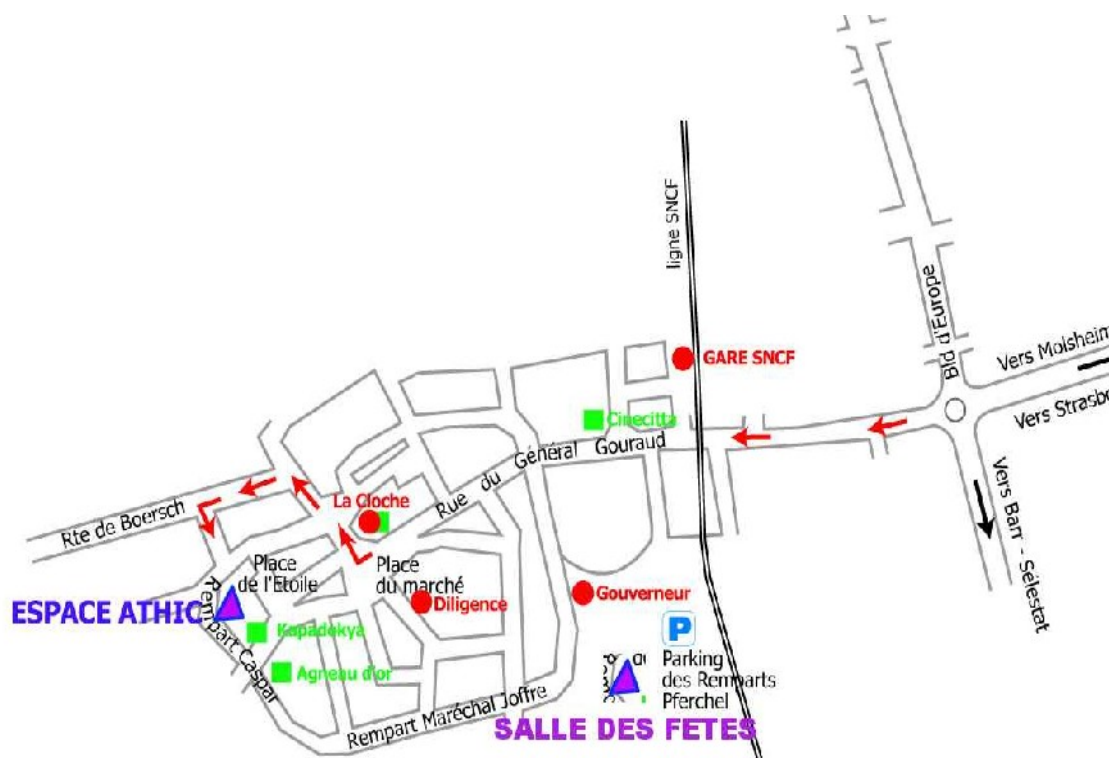 ligne SNCF
Bld d'Europe
GARE SNCF
Vers Molsheim
Vers Strasbo
Cinecitta
Rue du Général Gouraud
Vers Barr - Sélestat
La Cloche
Rte de Boersch
Place
de l'Etoile
Place
du marché
ESPACE ATHIC
Rempart Caspar
Kapadokya
Diligence
Gouverneur
Agneau d'or
P
Parking
des Remparts
Pferchel
Rempart Maréchal Joffre
SALLE DES FETES